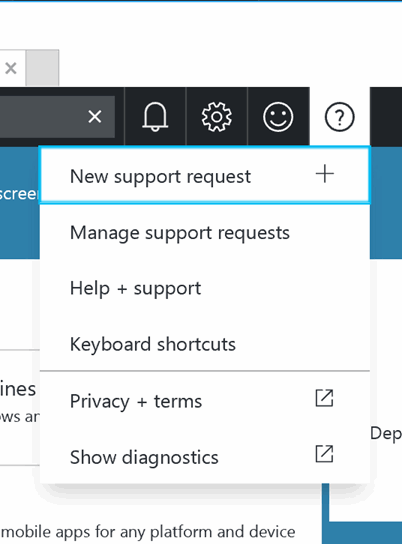 screen
New support request
Manage support requests
Help + support
Keyboard shortcuts
ines
Privacy + terms
ows an
Dep
Show diagnostics
mobile apps for any platform and device